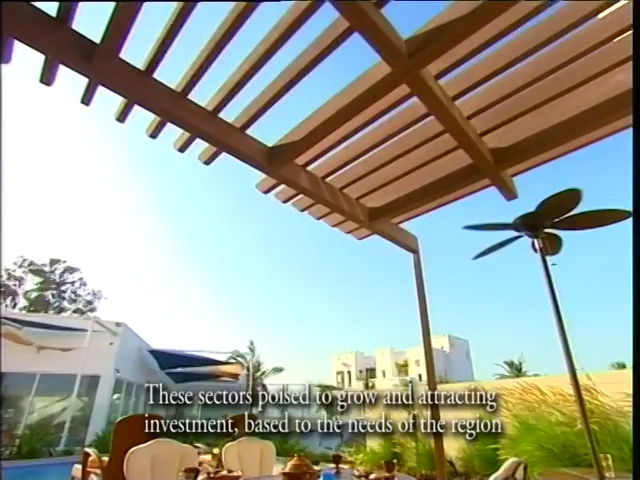 These sectors poised to grow and attracting
investment, based to the needs of the region